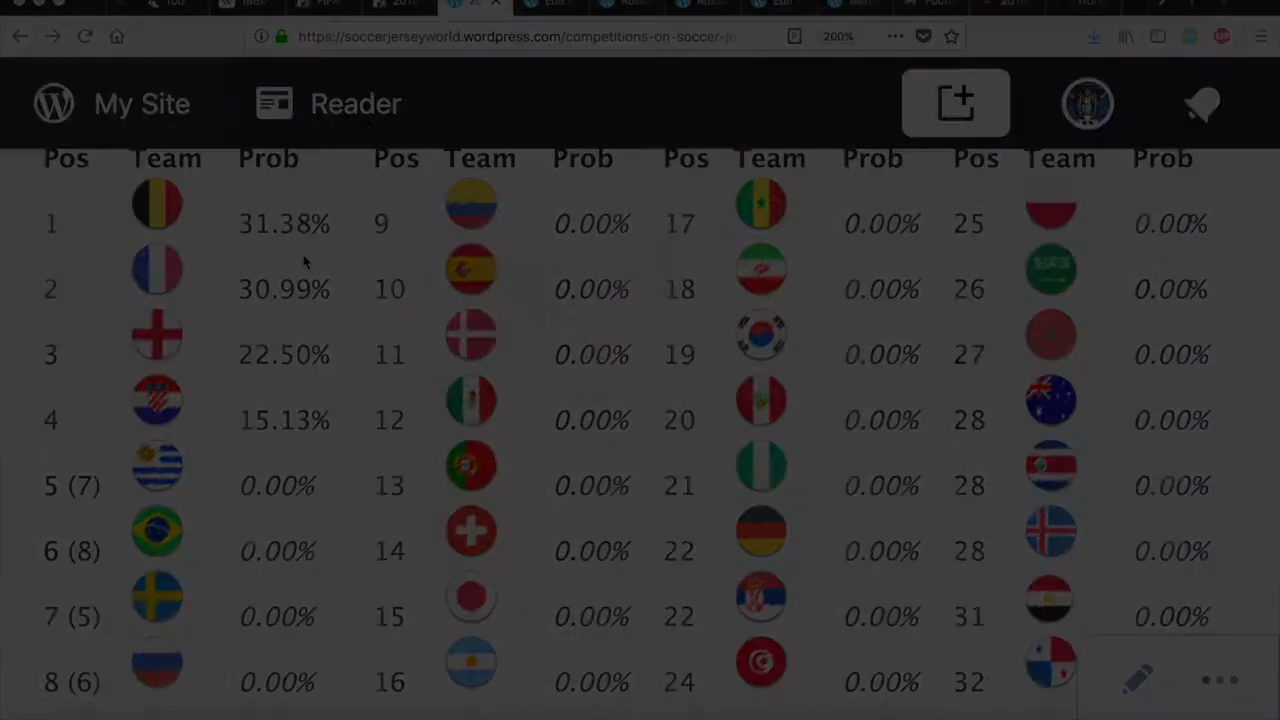 https://soccerjerseyworld.wordpress.com/competitions-on-soccer-je
200%
My Site Reader
Pos Team Prob Pos Team Prob Pos Team Prob Pos Team Prob
1 31.38% 9 0.00% 17 0.00% 25 0.00%
2 30.99% 10 0.00% 18 0.00% 26 0.00%
3 22.50% 11 0.00% 19 0.00% 27 0.00%
4 15.13% 12 0.00% 20 0.00% 28 0.00%
5 (7) 0.00% 13 0.00% 21 0.00% 28 0.00%
6 (8) 0.00% 14 0.00% 22 0.00% 28 0.00%
7 (5) 0.00% 15 0.00% 22 0.00% 31 0.00%
8 (6) 0.00% 16 0.00% 24 0.00% 32 0.00%